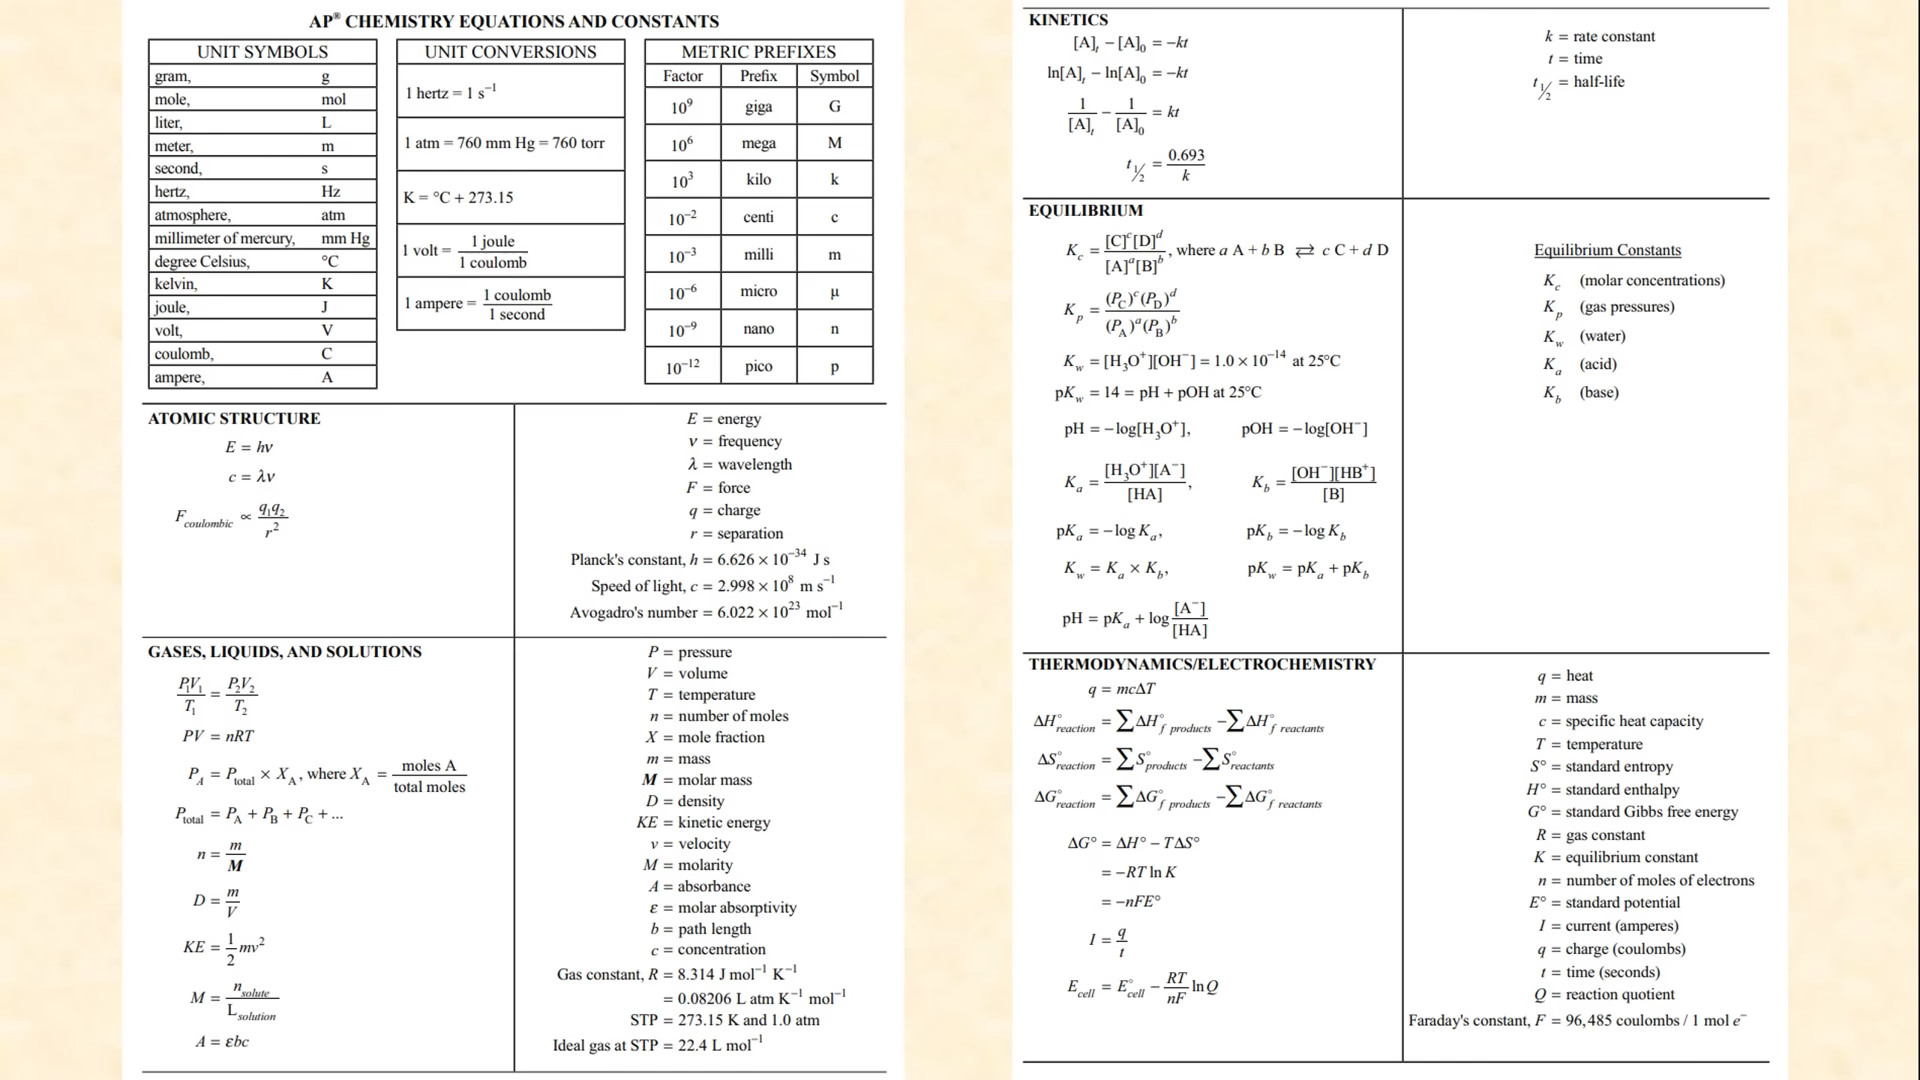 AP® CHEMISTRY EQUATIONS AND CONSTANTS
UNIT SYMBOLS
gram, g
mole, mol
liter, L
meter, m
second, s
hertz, Hz
atmosphere, atm
millimeter of mercury, mm Hg
degree Celsius, °C
kelvin, K
joule, J
volt, V
coulomb, C
ampere, A
UNIT CONVERSIONS
1 hertz = 1 s⁻¹
1 atm = 760 mm Hg = 760 torr
K = °C + 273.15
1 volt = 1 joule / 1 coulomb
1 ampere = 1 coulomb / 1 second
METRIC PREFIXES
Factor Prefix Symbol
10⁹ giga G
10⁶ mega M
10³ kilo k
10⁻² centi c
10⁻³ milli m
10⁻⁶ micro μ
10⁻⁹ nano n
10⁻¹² pico p
ATOMIC STRUCTURE
E = hν
c = λν
F_coulombic ∝ q₁q₂ / r²
E = energy
ν = frequency
λ = wavelength
F = force
q = charge
r = separation
Planck's constant, h = 6.626 × 10⁻³⁴ J s
Speed of light, c = 2.998 × 10⁸ m s⁻¹
Avogadro's number = 6.022 × 10²³ mol⁻¹
GASES, LIQUIDS, AND SOLUTIONS
P₁V₁ / T₁ = P₂V₂ / T₂
PV = nRT
P_A = P_total × X_A, where X_A = moles A / total moles
P_total = P_A + P_B + P_C + ...
n = m / M
D = m / V
KE = 1/2 mv²
M = n_solute / L_solution
A = εbc
P = pressure
V = volume
T = temperature
n = number of moles
X = mole fraction
m = mass
M = molar mass
D = density
KE = kinetic energy
v = velocity
M = molarity
A = absorbance
ε = molar absorptivity
b = path length
c = concentration
Gas constant, R = 8.314 J mol⁻¹ K⁻¹
= 0.08206 L atm K⁻¹ mol⁻¹
STP = 273.15 K and 1.0 atm
Ideal gas at STP = 22.4 L mol⁻¹
KINETICS
[A]_t − [A]₀ = −kt
ln[A]_t − ln[A]₀ = −kt
1 / [A]_t − 1 / [A]₀ = kt
t_½ = 0.693 / k
k = rate constant
t = time
t_½ = half-life
EQUILIBRIUM
K_c = [C]^c[D]^d / [A]^a[B]^b, where a A + b B ⇄ c C + d D
K_p = (P_C)^c(P_D)^d / (P_A)^a(P_B)^b
K_w = [H₃O⁺][OH⁻] = 1.0 × 10⁻¹⁴ at 25°C
pK_w = 14 = pH + pOH at 25°C
pH = −log[H₃O⁺], pOH = −log[OH⁻]
K_a = [H₃O⁺][A⁻] / [HA], K_b = [OH⁻][HB⁺] / [B]
pK_a = −log K_a, pK_b = −log K_b
K_w = K_a × K_b, pK_w = pK_a + pK_b
pH = pK_a + log [A⁻] / [HA]
Equilibrium Constants
K_c (molar concentrations)
K_p (gas pressures)
K_w (water)
K_a (acid)
K_b (base)
THERMODYNAMICS/ELECTROCHEMISTRY
q = mcΔT
ΔH°_reaction = ∑ΔH°_f products − ∑ΔH°_f reactants
ΔS°_reaction = ∑S°_products − ∑S°_reactants
ΔG°_reaction = ∑ΔG°_f products − ∑ΔG°_f reactants
ΔG° = ΔH° − TΔS°
= −RT ln K
= −nFE°
I = q / t
E_cell = E°_cell − RT / nF ln Q
q = heat
m = mass
c = specific heat capacity
T = temperature
S° = standard entropy
H° = standard enthalpy
G° = standard Gibbs free energy
R = gas constant
K = equilibrium constant
n = number of moles of electrons
E° = standard potential
I = current (amperes)
q = charge (coulombs)
t = time (seconds)
Q = reaction quotient
Faraday's constant, F = 96,485 coulombs / 1 mol e⁻